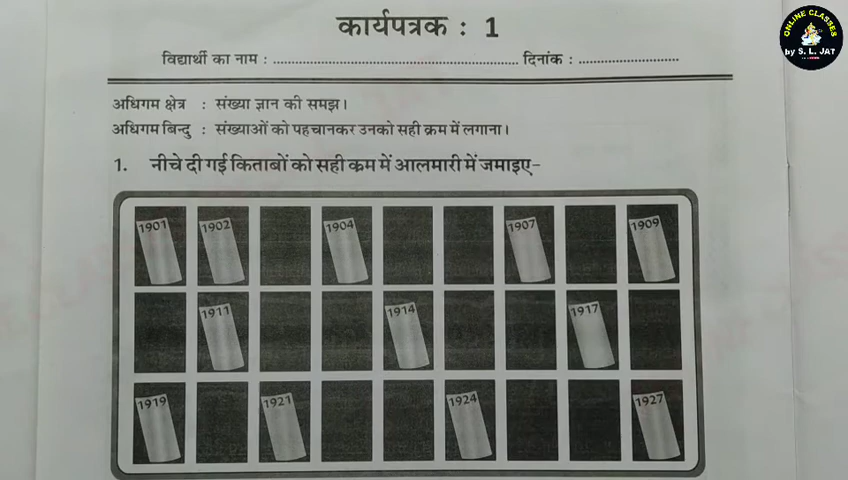 कार्यपत्रक : 1
विद्यार्थी का नाम : ........................................................ दिनांक : ............................
अधिगम क्षेत्र : संख्या ज्ञान की समझ।
अधिगम बिन्दु : संख्याओं को पहचानकर उनको सही क्रम में लगाना।
1. नीचे दी गई किताबों को सही क्रम में आलमारी में जमाइए-
1901 1902 1904 1907 1909
1911 1914 1917
1919 1921 1924 1927
ONLINE CLASSES
by S. L. JAT